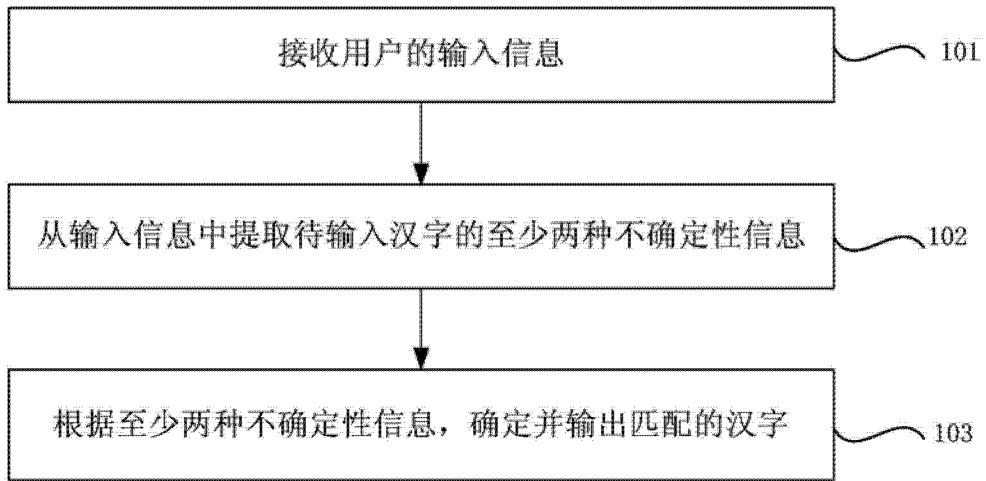 接收用户的输入信息
101
从输入信息中提取待输入汉字的至少两种不确定性信息
102
根据至少两种不确定性信息，确定并输出匹配的汉字
103